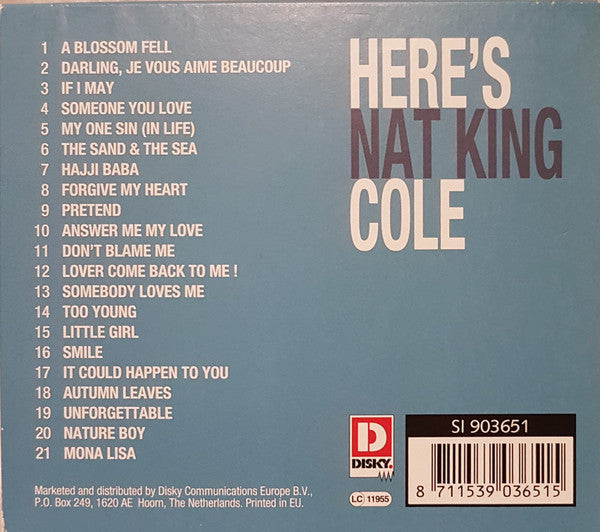 1 A BLOSSOM FELL
2 DARLING, JE VOUS AIME BEAUCOUP
3 IF I MAY
4 SOMEONE YOU LOVE
5 MY ONE SIN (IN LIFE)
6 THE SAND & THE SEA
7 HAJJI BABA
8 FORGIVE MY HEART
9 PRETEND
10 ANSWER ME MY LOVE
11 DON'T BLAME ME
12 LOVER COME BACK TO ME !
13 SOMEBODY LOVES ME
14 TOO YOUNG
15 LITTLE GIRL
16 SMILE
17 IT COULD HAPPEN TO YOU
18 AUTUMN LEAVES
19 UNFORGETTABLE
20 NATURE BOY
21 MONA LISA
HERE'S
NAT KING
COLE
Marketed and distributed by Disky Communications Europe B.V.,
P.O. Box 249, 1620 AE Hoorn, The Netherlands. Printed in EU.
D
DISKY
LC 11955
SI 903651
8 711539 036515